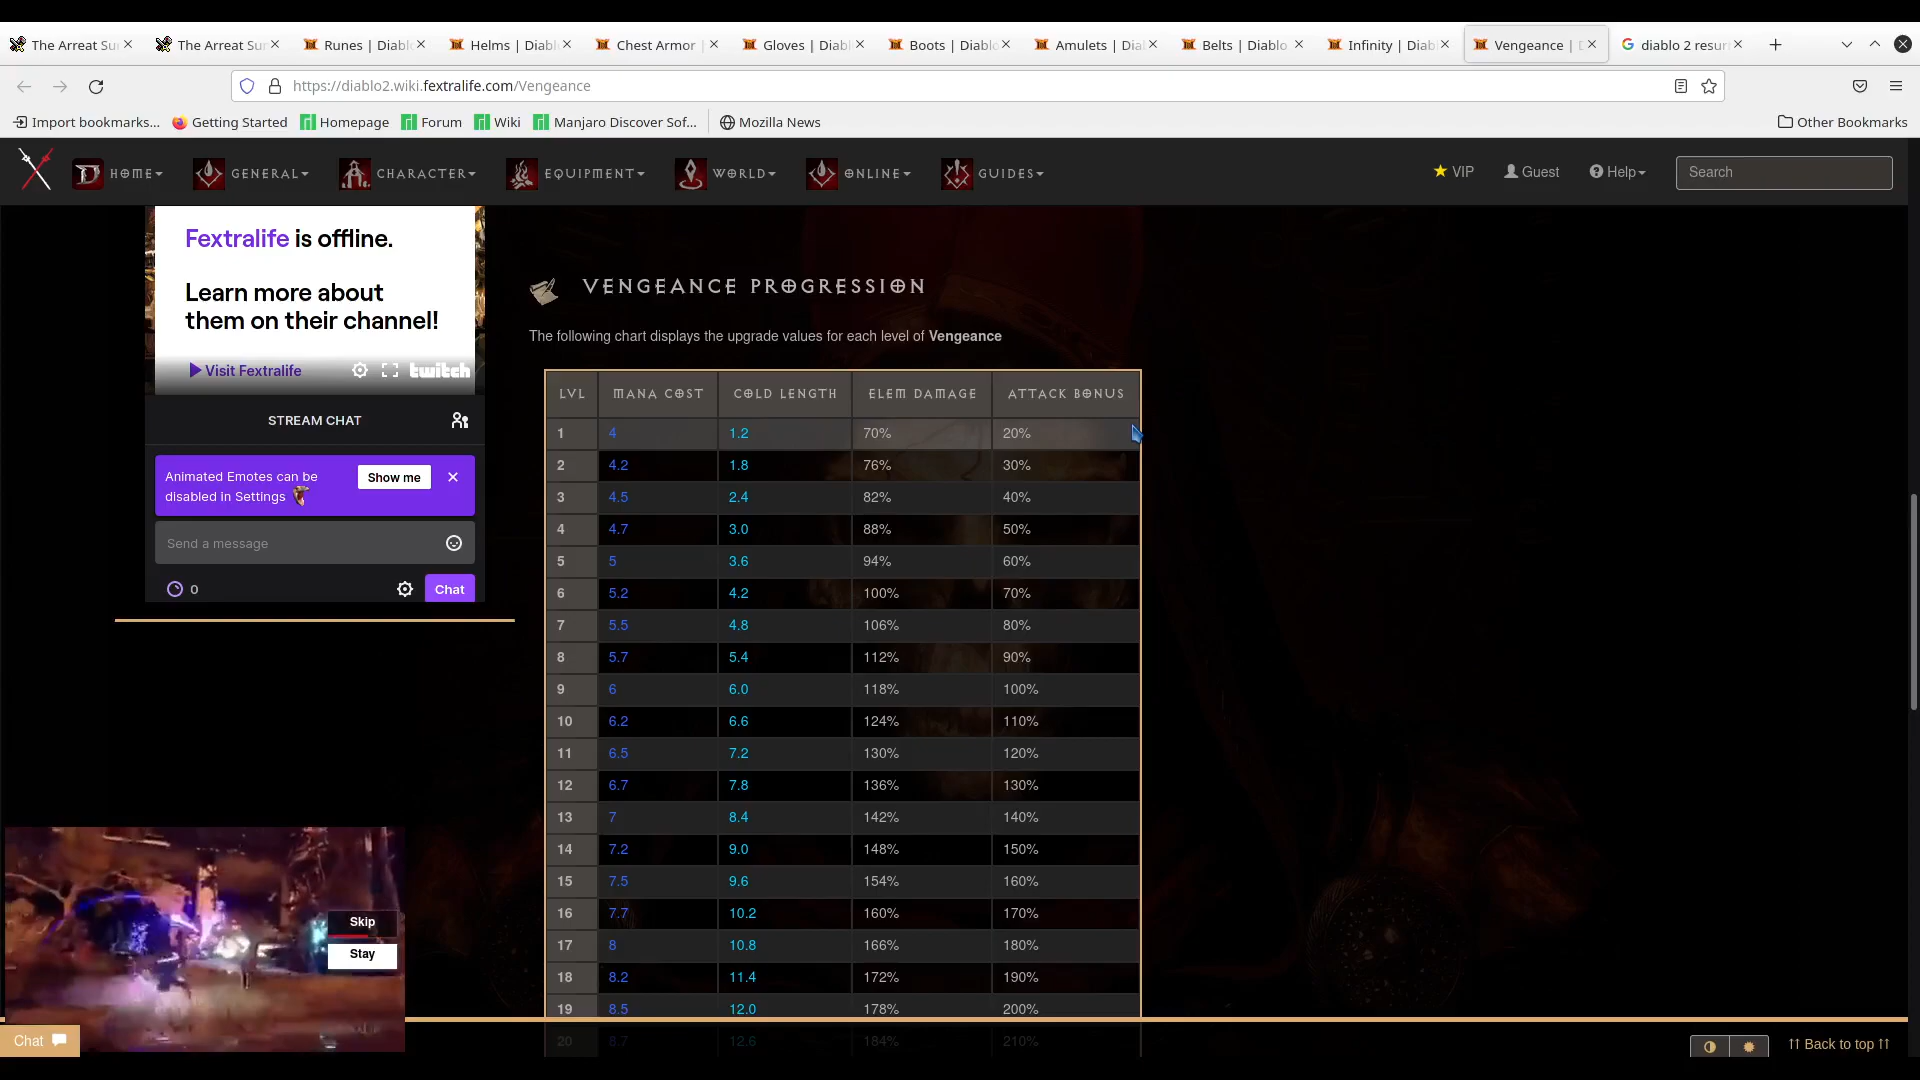 The Arreat Su
The Arreat Sur
Runes | Diabl
Helms | Diabl
Chest Armor |
Gloves | Diabl
Boots | Diablo
Amulets | Dia
Belts | Diablo
Infinity | Diabl
Vengeance | D
diablo 2 resur
https://diablo2.wiki.fextralife.com/Vengeance
Import bookmarks...
Getting Started
Homepage
Forum
Wiki
Manjaro Discover Sof...
Mozilla News
Other Bookmarks
HOME
GENERAL
CHARACTER
EQUIPMENT
WORLD
ONLINE
GUIDES
VIP
Guest
Help
Search
Fextralife is offline.
Learn more about
them on their channel!
Visit Fextralife
twitch
STREAM CHAT
Animated Emotes can be
disabled in Settings
Show me
Send a message
0
Chat
VENGEANCE PROGRESSION
The following chart displays the upgrade values for each level of Vengeance
LVL MANA COST COLD LENGTH ELEM DAMAGE ATTACK BONUS
1 4 1.2 70% 20%
2 4.2 1.8 76% 30%
3 4.5 2.4 82% 40%
4 4.7 3.0 88% 50%
5 5 3.6 94% 60%
6 5.2 4.2 100% 70%
7 5.5 4.8 106% 80%
8 5.7 5.4 112% 90%
9 6 6.0 118% 100%
10 6.2 6.6 124% 110%
11 6.5 7.2 130% 120%
12 6.7 7.8 136% 130%
13 7 8.4 142% 140%
14 7.2 9.0 148% 150%
15 7.5 9.6 154% 160%
16 7.7 10.2 160% 170%
17 8 10.8 166% 180%
18 8.2 11.4 172% 190%
19 8.5 12.0 178% 200%
20 8.7 12.6 184% 210%
Skip
Stay
Chat
Back to top